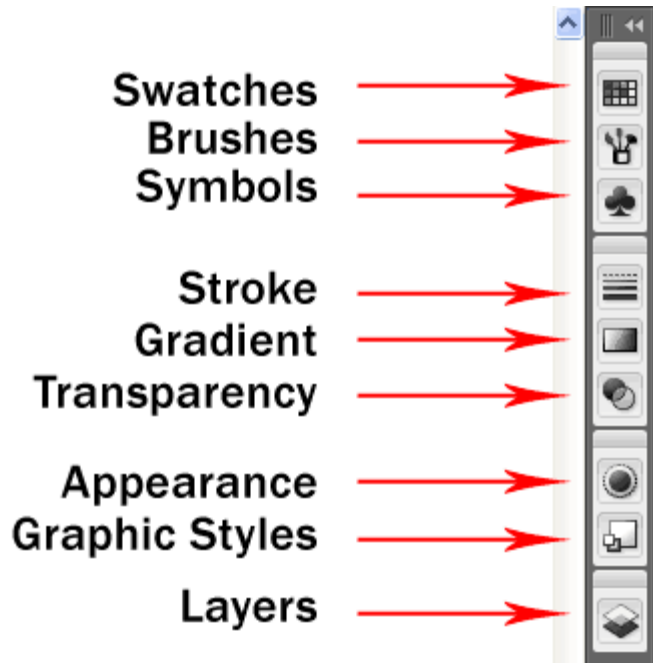 Swatches
Brushes
Symbols
Stroke
Gradient
Transparency
Appearance
Graphic Styles
Layers